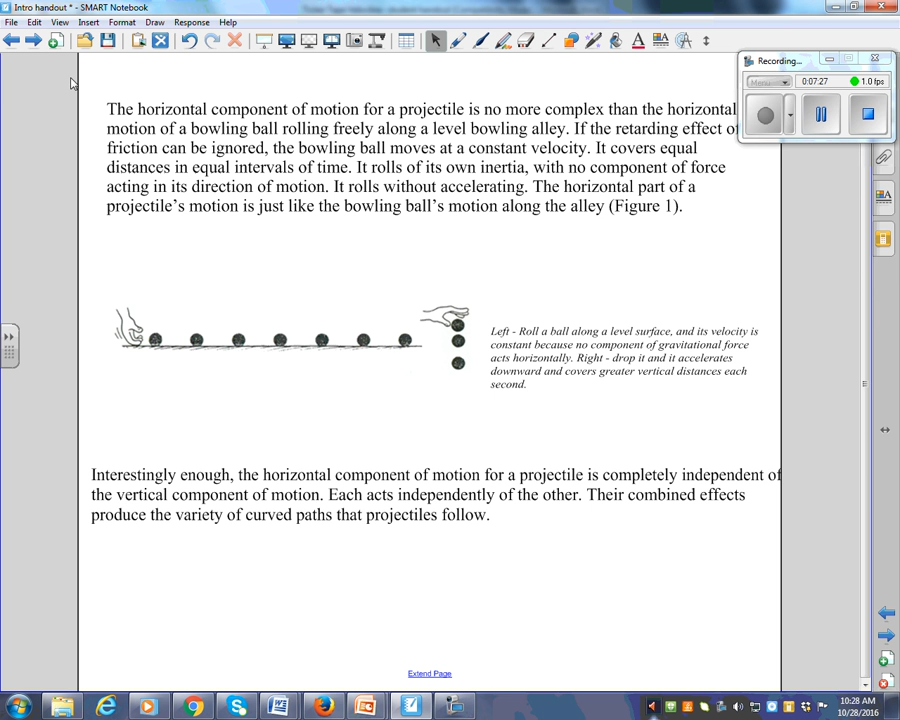 Intro handout * - SMART Notebook
File Edit View Insert Format Draw Response Help
Recording...
Menu
0:07:27
1.0 fps
The horizontal component of motion for a projectile is no more complex than the horizontal
motion of a bowling ball rolling freely along a level bowling alley. If the retarding effect of
friction can be ignored, the bowling ball moves at a constant velocity. It covers equal
distances in equal intervals of time. It rolls of its own inertia, with no component of force
acting in its direction of motion. It rolls without accelerating. The horizontal part of a
projectile's motion is just like the bowling ball's motion along the alley (Figure 1).
Left - Roll a ball along a level surface, and its velocity is
constant because no component of gravitational force
acts horizontally. Right - drop it and it accelerates
downward and covers greater vertical distances each
second.
Interestingly enough, the horizontal component of motion for a projectile is completely independent of
the vertical component of motion. Each acts independently of the other. Their combined effects
produce the variety of curved paths that projectiles follow.
Extend Page
10:28 AM
10/28/2016